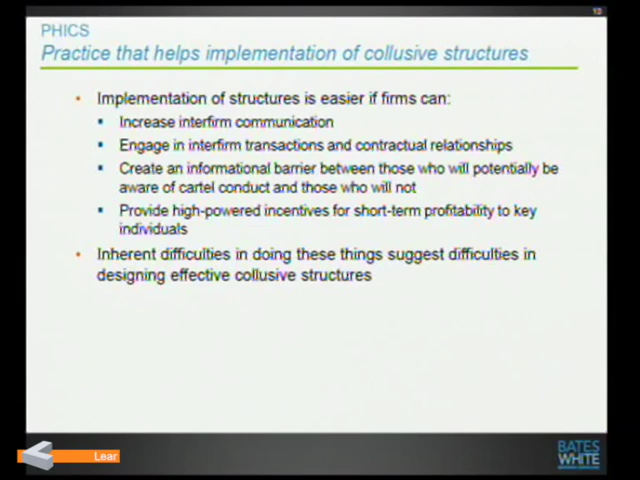 10
PHICS
Practice that helps implementation of collusive structures
• Implementation of structures is easier if firms can:
▪ Increase interfirm communication
▪ Engage in interfirm transactions and contractual relationships
▪ Create an informational barrier between those who will potentially be
aware of cartel conduct and those who will not
▪ Provide high-powered incentives for short-term profitability to key
individuals
• Inherent difficulties in doing these things suggest difficulties in
designing effective collusive structures
Lear
BATES
WHITE